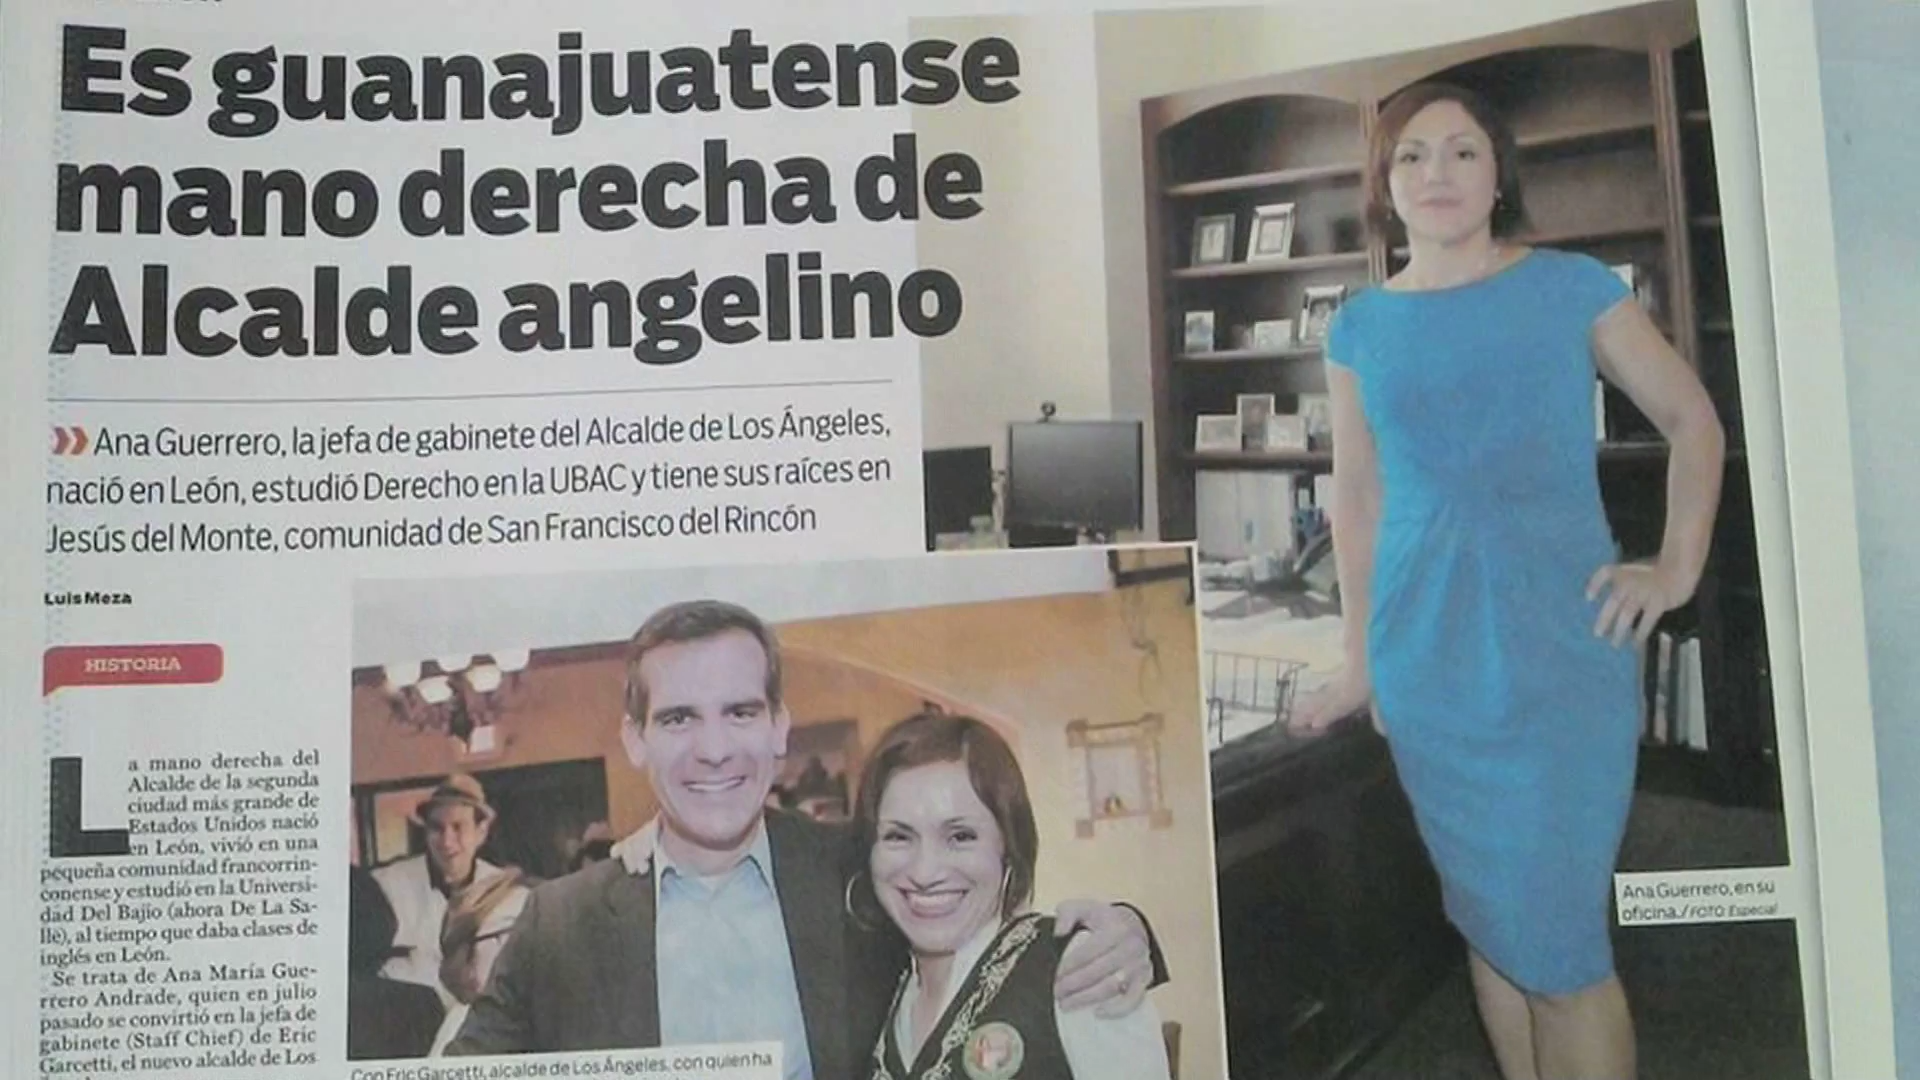 Es guanajuatense
mano derecha de
Alcalde angelino
Ana Guerrero, la jefa de gabinete del Alcalde de Los Ángeles,
nació en León, estudió Derecho en la UBAC y tiene sus raíces en
Jesús del Monte, comunidad de San Francisco del Rincón
Luis Meza
HISTORIA
La mano derecha del
Alcalde de la segunda
ciudad más grande de
Estados Unidos nació
en León, vivió en una
pequeña comunidad francorrin-
conense y estudió en la Universi-
dad Del Bajío (ahora De La Sa-
lle), al tiempo que daba clases de
inglés en León.
Se trata de Ana María Gue-
rrero Andrade, quien en julio
pasado se convirtió en la jefa de
gabinete (Staff Chief) de Eric
Garcetti, el nuevo alcalde de Los
Con Eric Garcetti, alcalde de Los Ángeles, con quien ha
Ana Guerrero, en su
oficina./ FOTO: Especial